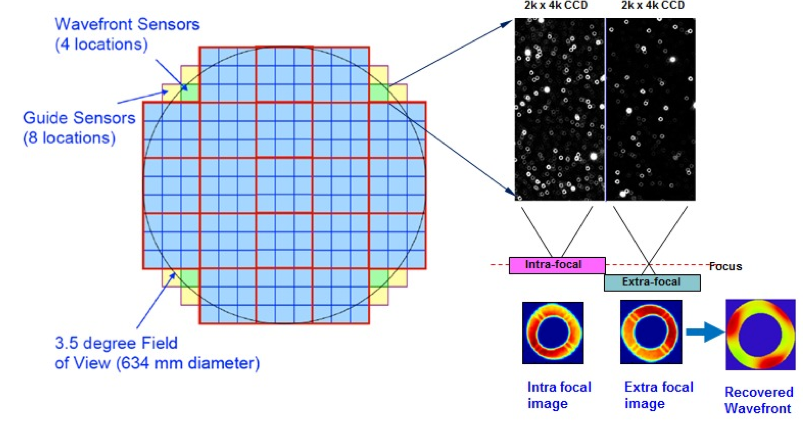 2k x 4k CCD
2k x 4k CCD
Wavefront Sensors
(4 locations)
Guide Sensors
(8 locations)
3.5 degree Field
of View (634 mm diameter)
Intra-focal
Focus
Extra-focal
Intra focal
image
Extra focal
image
Recovered
Wavefront